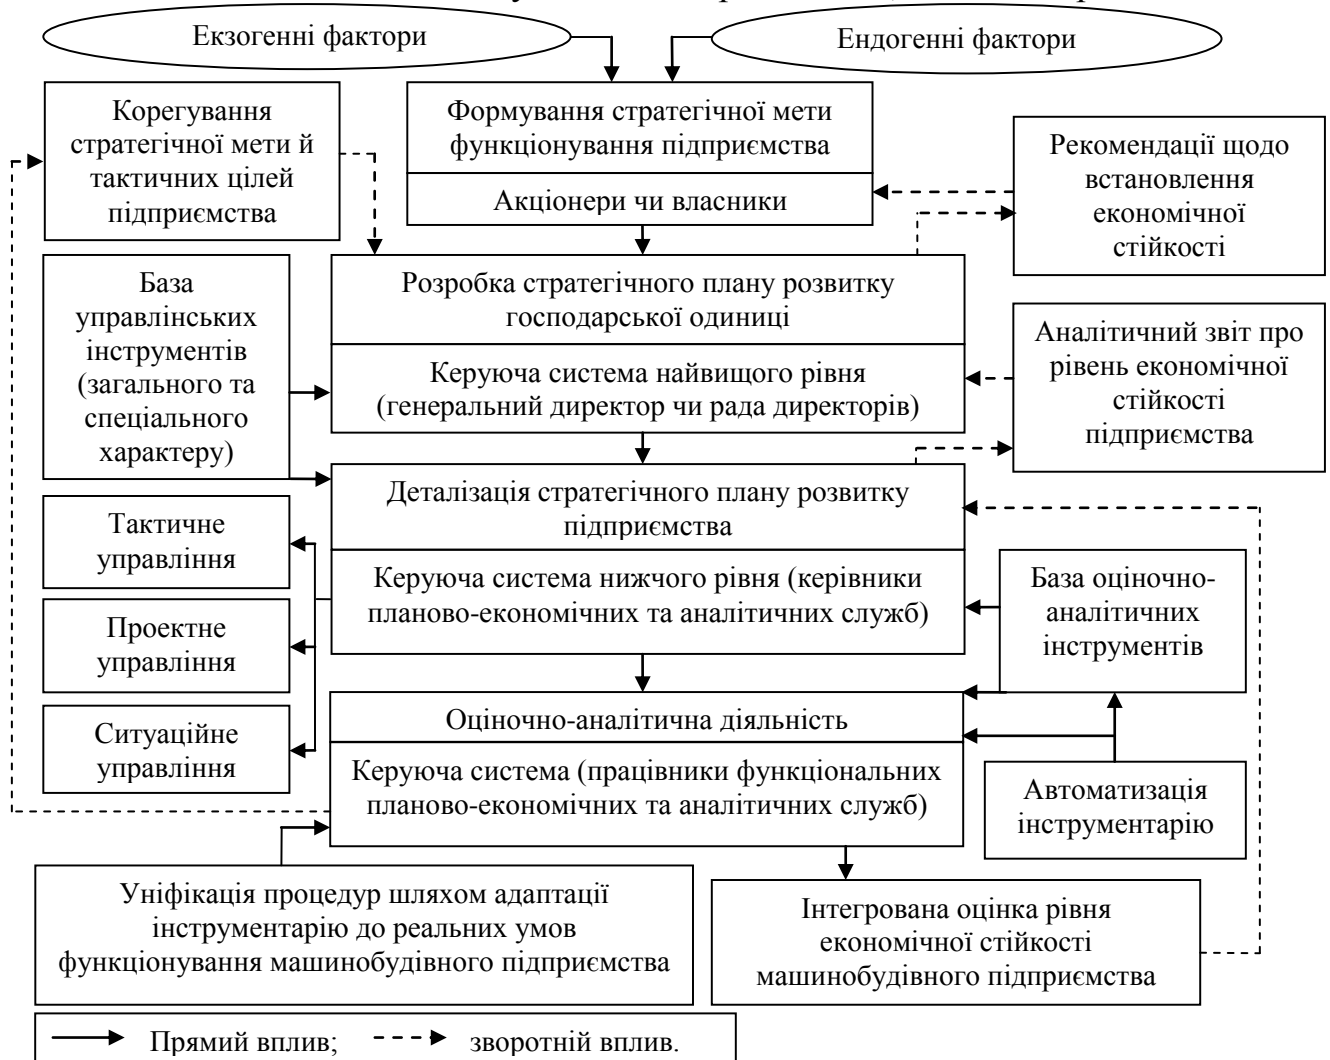 Екзогенні фактори
Ендогенні фактори
Корегування
стратегічної мети й
тактичних цілей
підприємства
Формування стратегічної мети
функціонування підприємства
Акціонери чи власники
Рекомендації щодо
встановлення
економічної
стійкості
База
управлінських
інструментів
(загального та
спеціального
характеру)
Розробка стратегічного плану розвитку
господарської одиниці
Керуюча система найвищого рівня
(генеральний директор чи рада директорів)
Аналітичний звіт про
рівень економічної
стійкості
підприємства
Деталізація стратегічного плану розвитку
підприємства
Керуюча система нижчого рівня (керівники
планово-економічних та аналітичних служб)
Тактичне
управління
Проектне
управління
Ситуаційне
управління
База оціночно-
аналітичних
інструментів
Оціночно-аналітична діяльність
Керуюча система (працівники функціональних
планово-економічних та аналітичних служб)
Автоматизація
інструментарію
Уніфікація процедур шляхом адаптації
інструментарію до реальних умов
функціонування машинобудівного підприємства
Інтегрована оцінка рівня
економічної стійкості
машинобудівного підприємства
Прямий вплив; зворотній вплив.